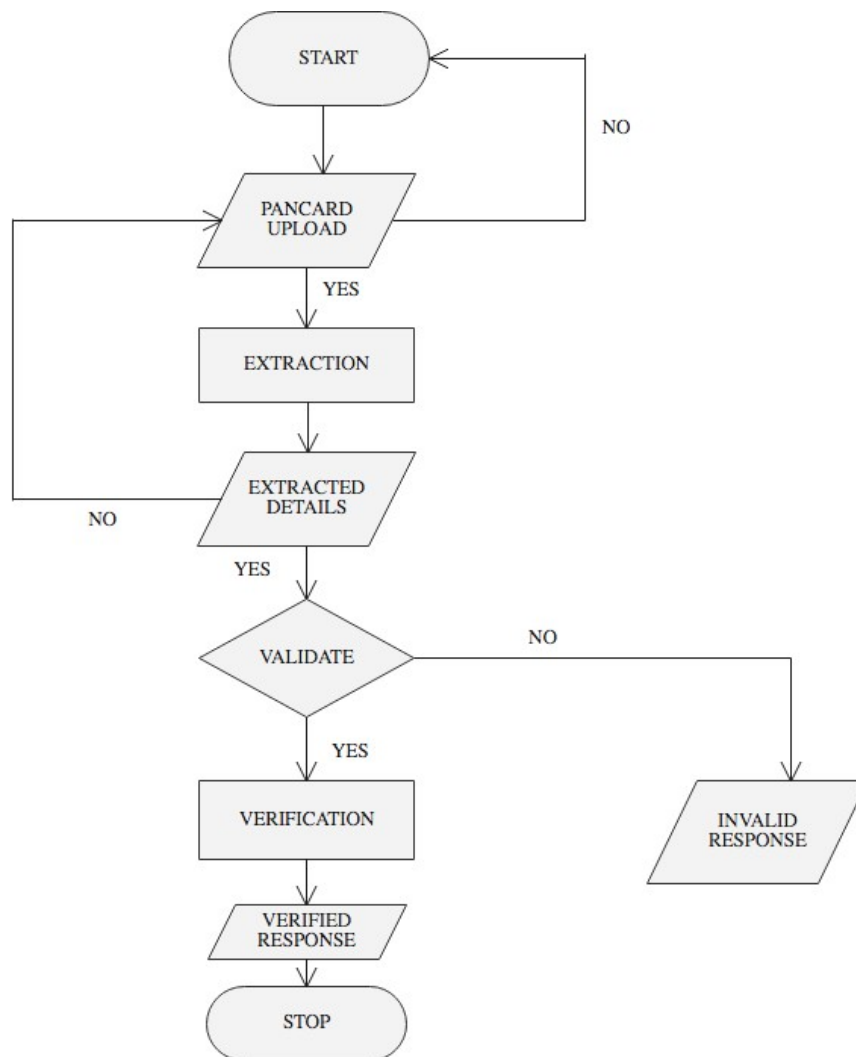 START
NO
PANCARD
UPLOAD
YES
EXTRACTION
EXTRACTED
DETAILS
NO
YES
VALIDATE
NO
YES
VERIFICATION
INVALID
RESPONSE
VERIFIED
RESPONSE
STOP